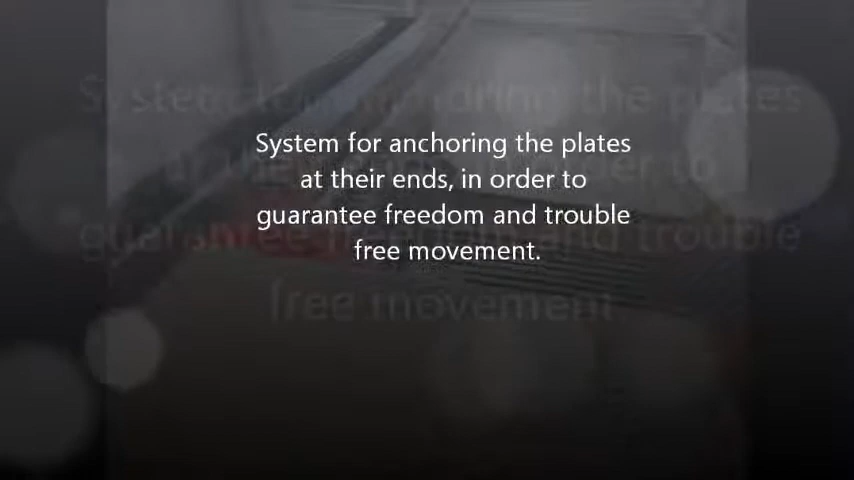 System for anchoring the plates
at their ends, in order to
guarantee freedom and trouble
free movement.